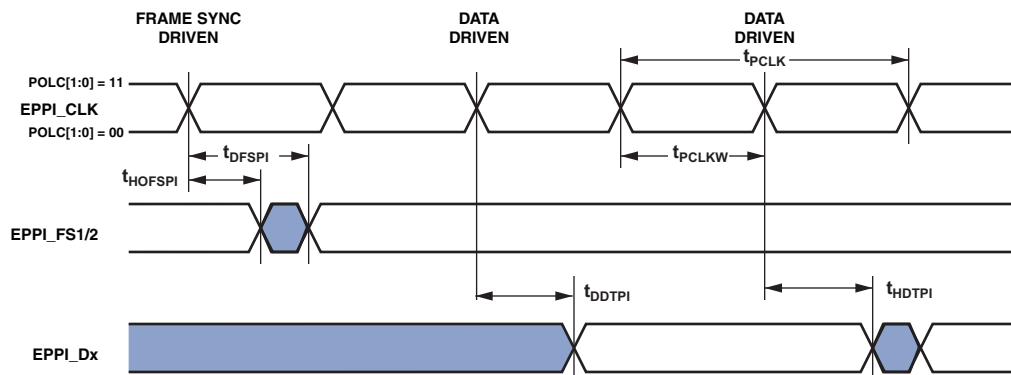 FRAME SYNC
DRIVEN
DATA
DRIVEN
DATA
DRIVEN
tPCLK
POLC[1:0] = 11
EPPI_CLK
POLC[1:0] = 00
tDFSPI
tPCLKW
tHOFSPI
EPPI_FS1/2
tDDTPI
tHDTPI
EPPI_Dx